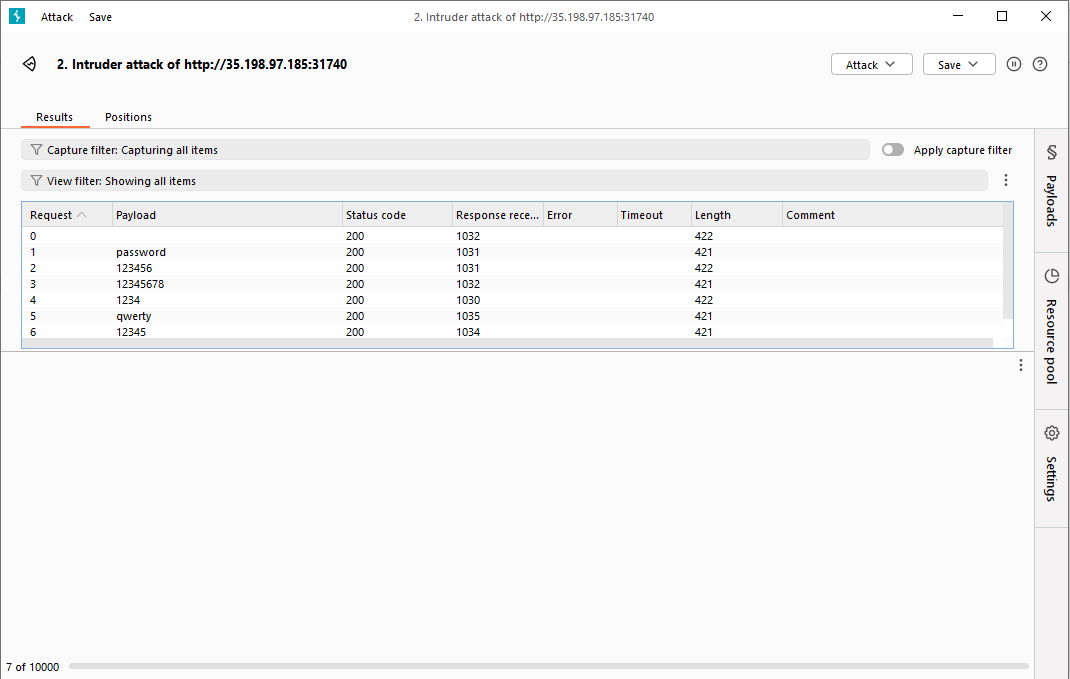 Attack Save 2. Intruder attack of http://35.198.97.185:31740
2. Intruder attack of http://35.198.97.185:31740 Attack Save
Results Positions
Capture filter: Capturing all items Apply capture filter
View filter: Showing all items
Request Payload Status code Response rece... Error Timeout Length Comment
0 200 1032 422
1 password 200 1031 421
2 123456 200 1031 422
3 12345678 200 1032 421
4 1234 200 1030 422
5 qwerty 200 1035 421
6 12345 200 1034 421
Payloads
Resource pool
Settings
7 of 10000